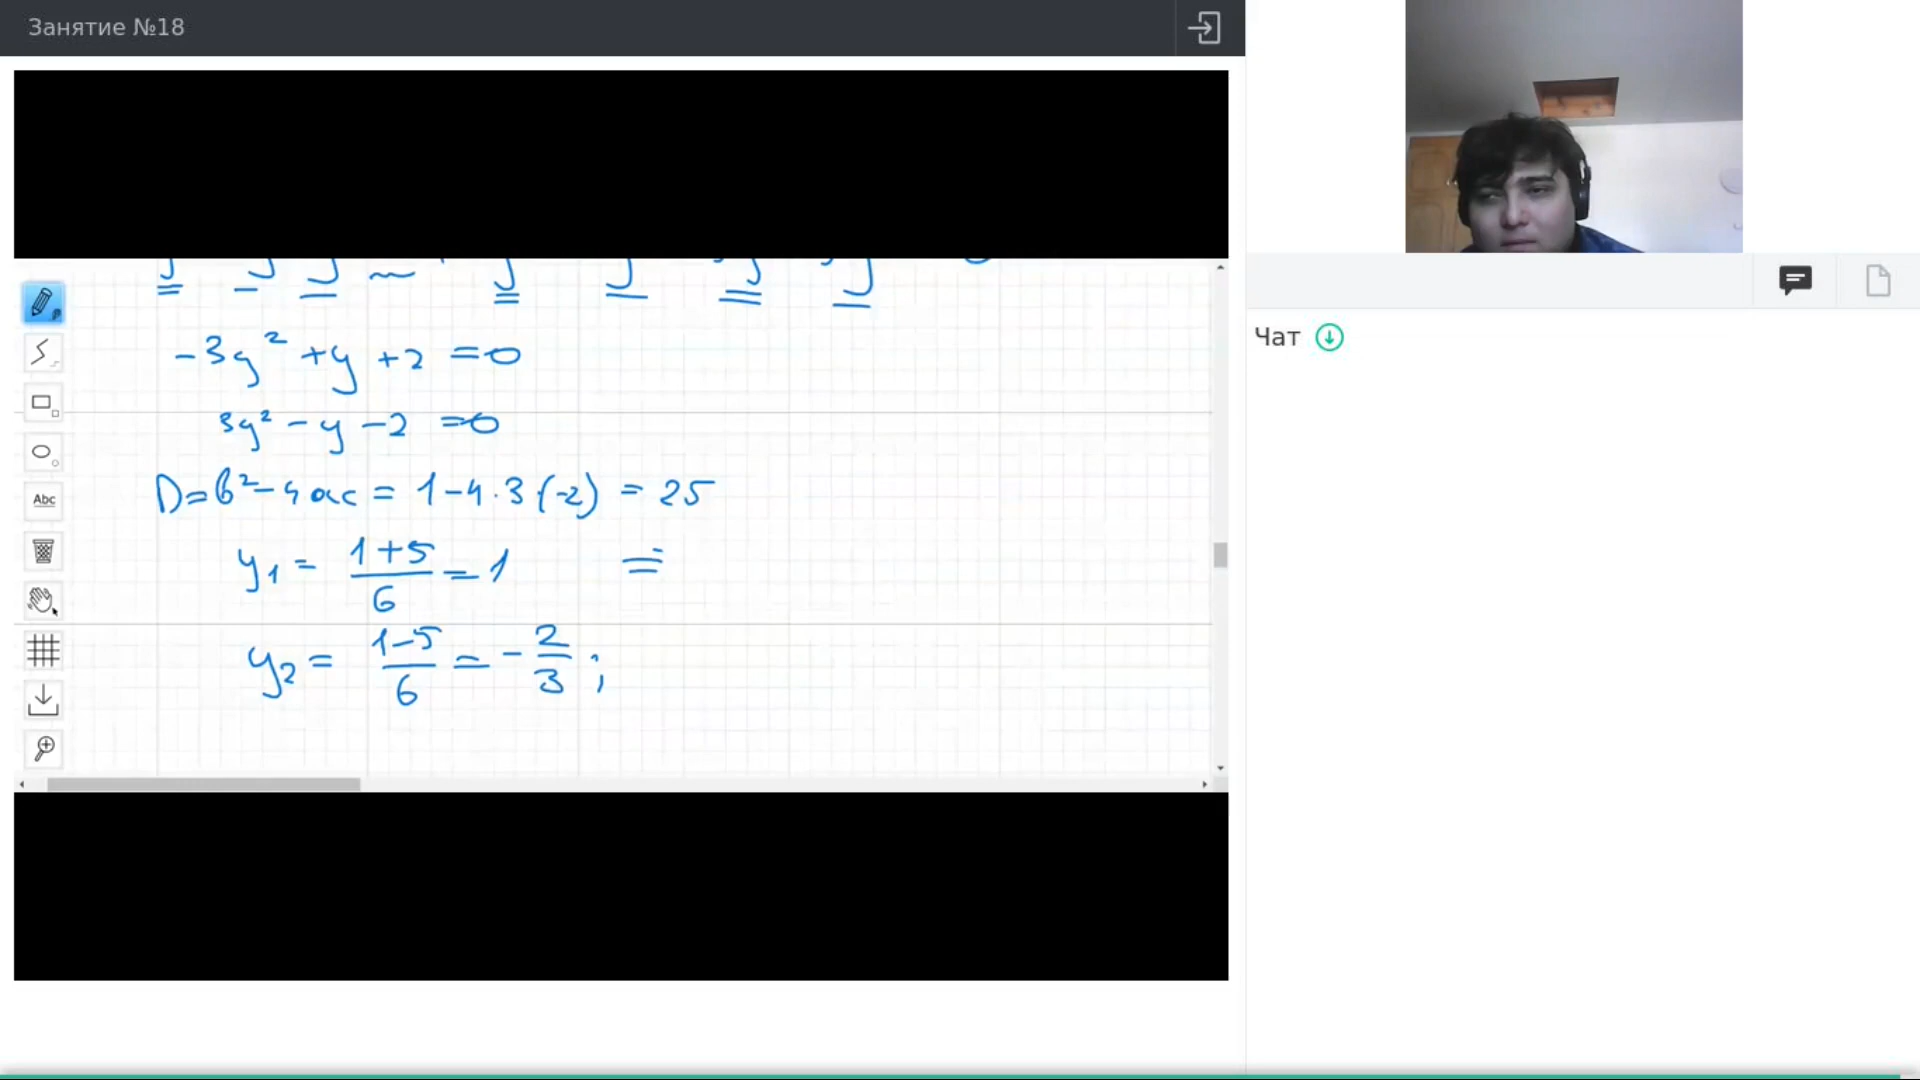 Занятие №18
-3y² + y + 2 = 0
3y² - y - 2 = 0
D = b² - 4ac = 1 - 4 · 3 (-2) = 25
y₁ = (1+5)/6 = 1 =
y₂ = (1-5)/6 = -2/3 ;
Abc
Чат